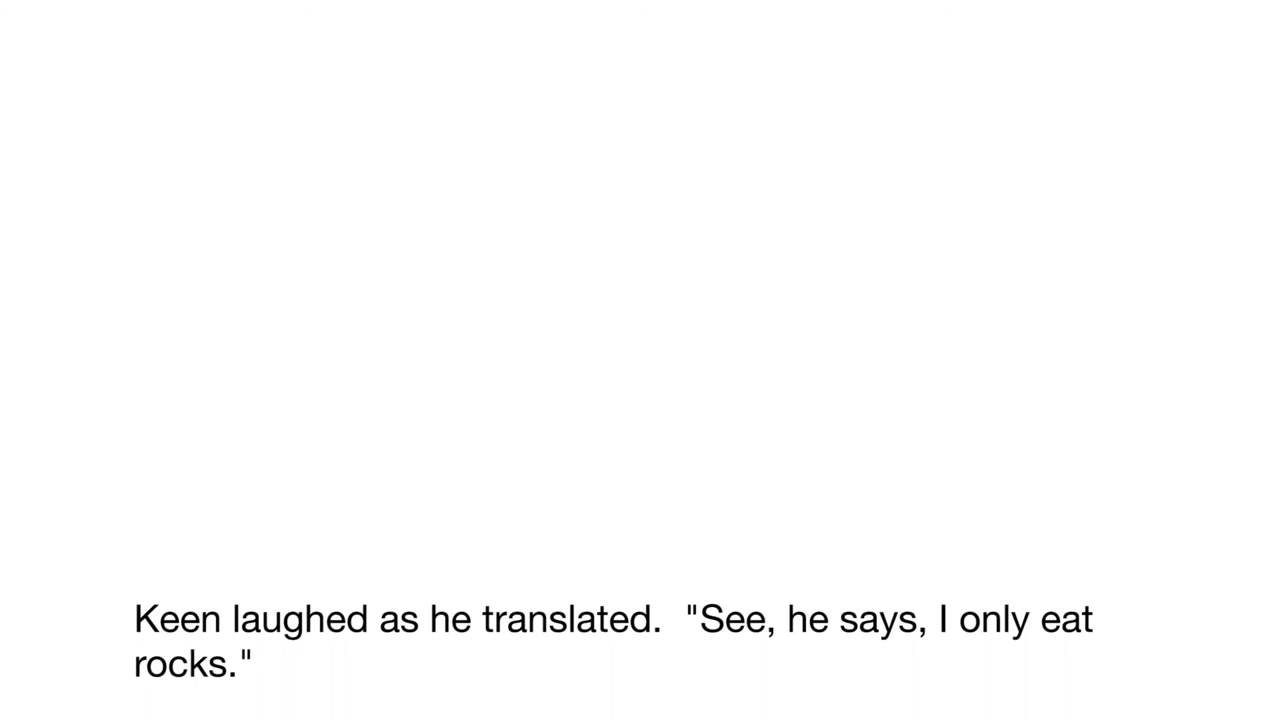 Keen laughed as he translated.  "See, he says, I only eat
rocks."